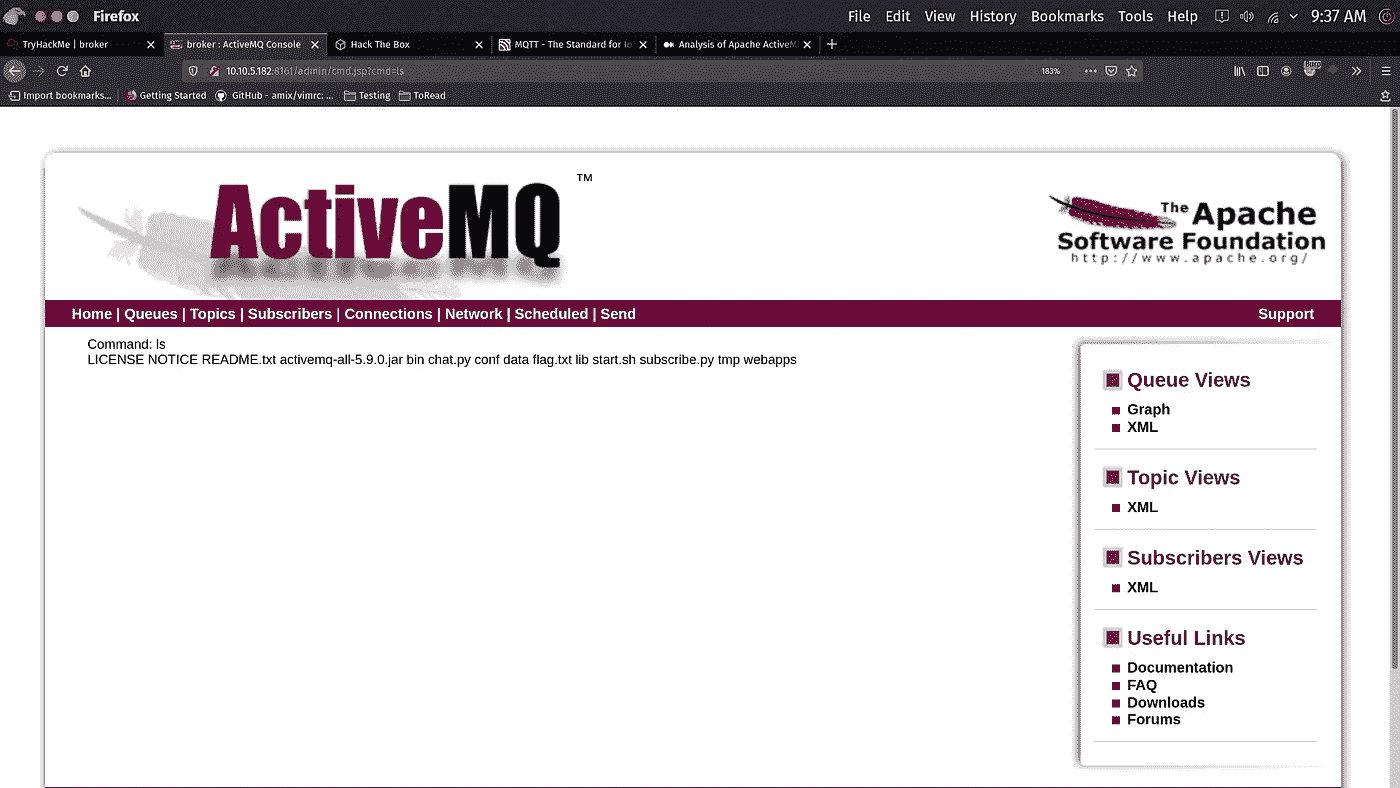 Firefox File Edit View History Bookmarks Tools Help 9:37 AM
TryHackMe | broker broker : ActiveMQ Console Hack The Box MQTT - The Standard for Io Analysis of Apache ActiveM
10.10.5.182:8161/admin/cmd.jsp?cmd=ls 183%
Import bookmarks... Getting Started GitHub - amix/vimrc: ... Testing ToRead
ActiveMQ TM
The Apache
Software Foundation
http://www.apache.org/
Home | Queues | Topics | Subscribers | Connections | Network | Scheduled | Send Support
Command: ls
LICENSE NOTICE README.txt activemq-all-5.9.0.jar bin chat.py conf data flag.txt lib start.sh subscribe.py tmp webapps
Queue Views
Graph
XML
Topic Views
XML
Subscribers Views
XML
Useful Links
Documentation
FAQ
Downloads
Forums